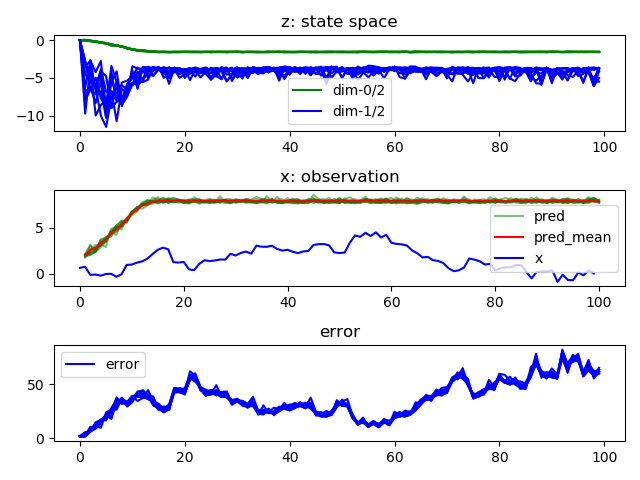 z: state space
0
−5
−10
dim-0/2
dim-1/2
0 20 40 60 80 100
x: observation
5
0
pred
pred_mean
x
0 20 40 60 80 100
error
50
0
error
0 20 40 60 80 100